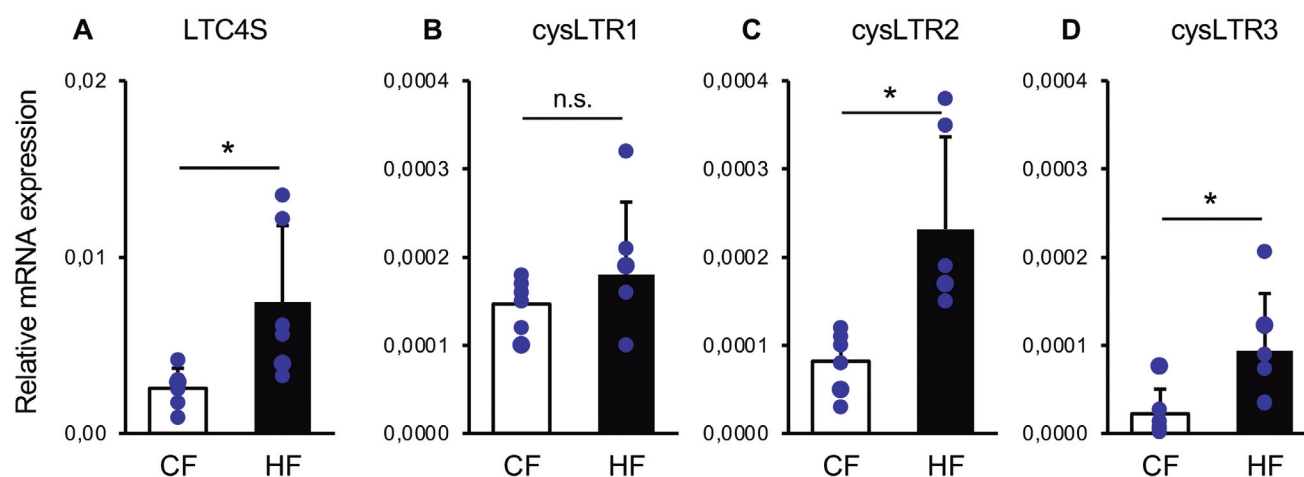 A LTC4S
Relative mRNA expression
0,02
0,01
0,00
*
CF HF
B cysLTR1
0,0004
0,0003
0,0002
0,0001
0,0000
n.s.
CF HF
C cysLTR2
0,0004
0,0003
0,0002
0,0001
0,0000
*
CF HF
D cysLTR3
0,0004
0,0003
0,0002
0,0001
0,0000
*
CF HF